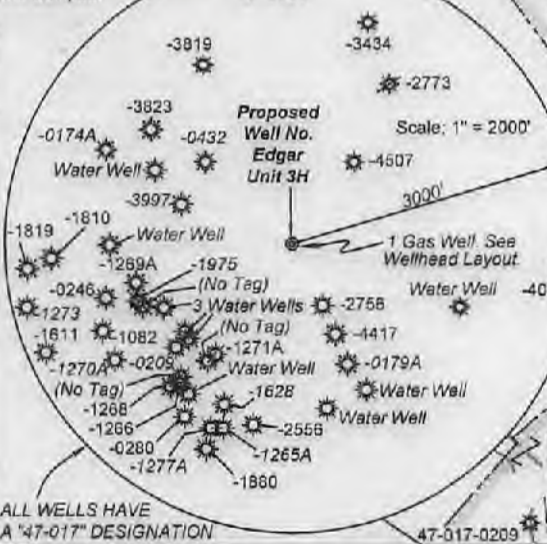 -3819
-3434
-2773
-3823
Proposed
Well No.
Edgar
Unit 3H
Scale: 1" = 2000'
-0174A
-0432
Water Well
-4507
3000'
-3997
-1819
-1810
Water Well
1 Gas Well. See
Wellhead Layout.
-1269A
-1975
(No Tag)
Water Well
-40
-0246
3 Water Wells
-2756
-1273
(No Tag)
-4417
-1611
-1082
-1271A
-0179A
-1270A
-0209
Water Well
(No Tag)
Water Well
-1268
-1628
Water Well
-1266
-2556
-0280
-1265A
-1277A
-1880
ALL WELLS HAVE
A "47-017" DESIGNATION
47-017-0209